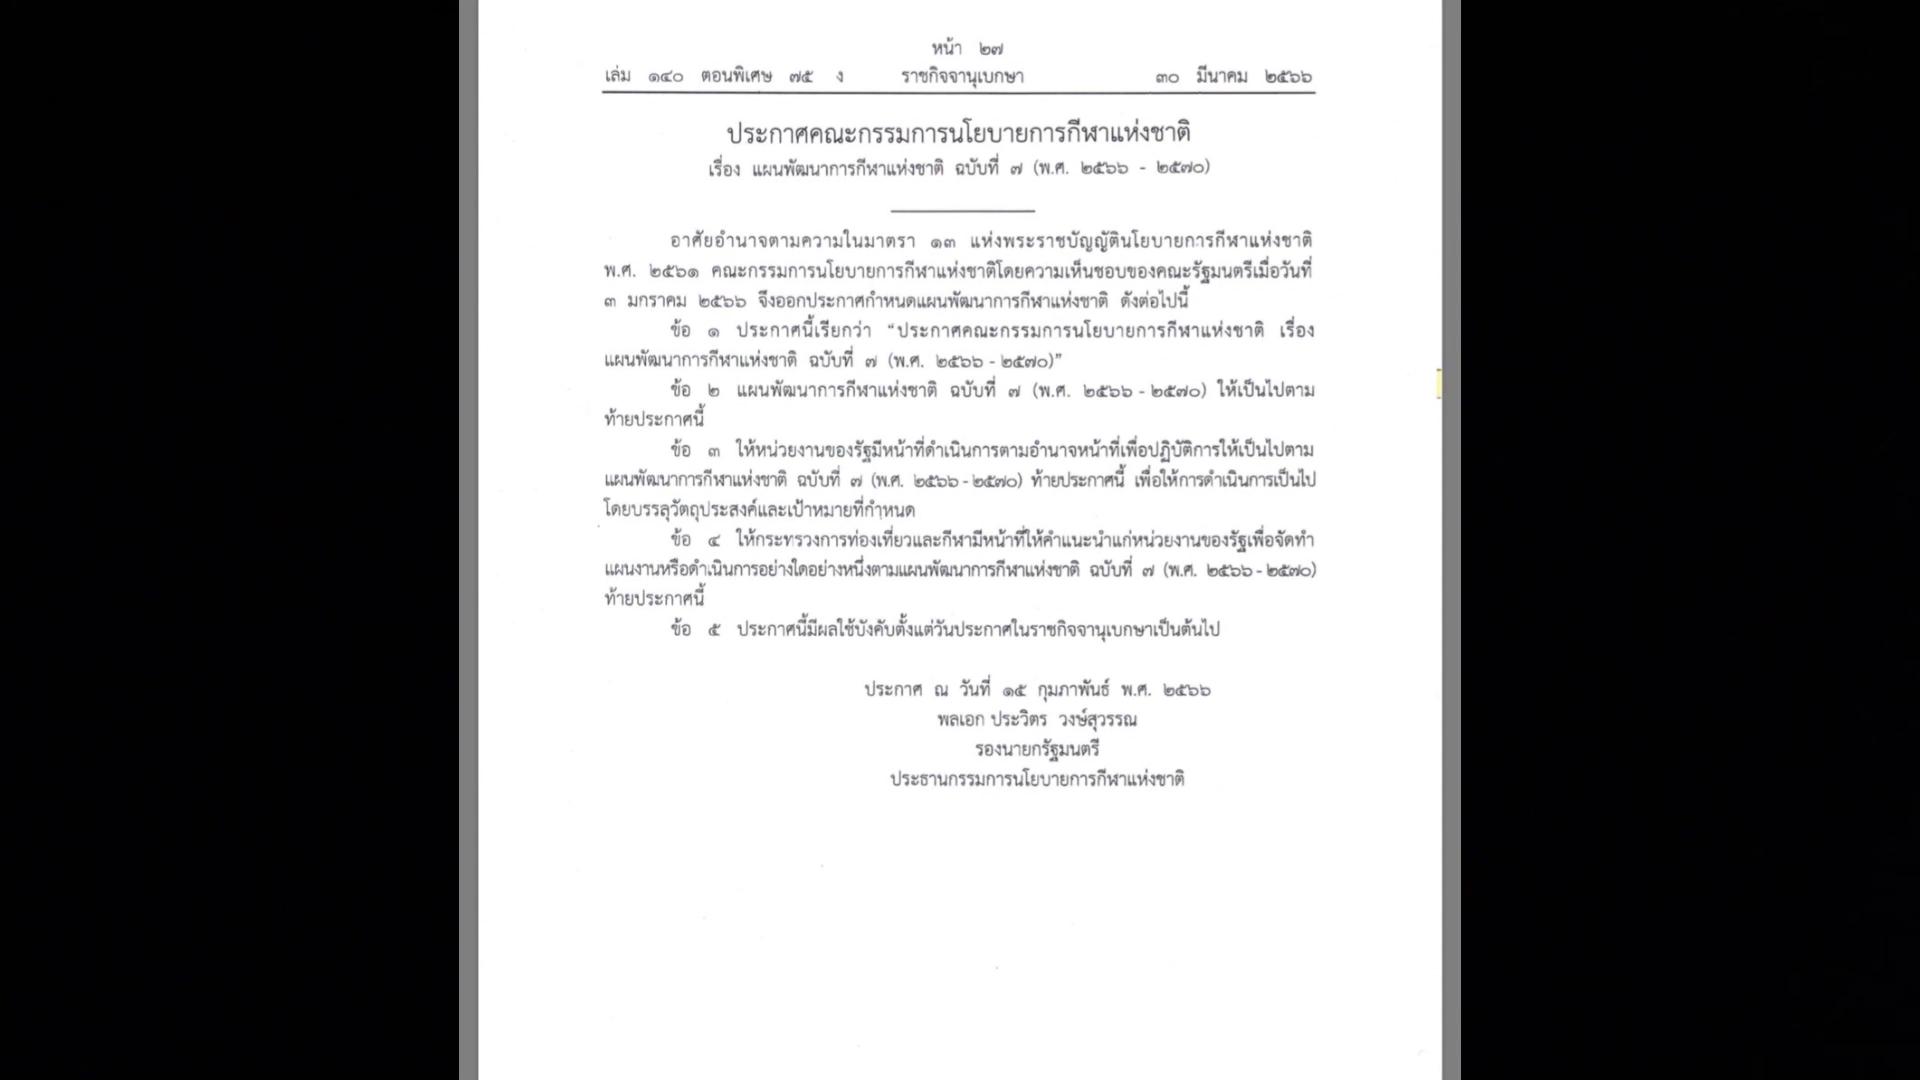 หน้า ๒๗
เล่ม ๑๔๐ ตอนพิเศษ ๗๕ ง ราชกิจจานุเบกษา ๓๐ มีนาคม ๒๕๖๖
ประกาศคณะกรรมการนโยบายการกีฬาแห่งชาติ
เรื่อง แผนพัฒนาการกีฬาแห่งชาติ ฉบับที่ ๗ (พ.ศ. ๒๕๖๖ - ๒๕๗๐)
อาศัยอำนาจตามความในมาตรา ๑๓ แห่งพระราชบัญญัตินโยบายการกีฬาแห่งชาติ
พ.ศ. ๒๕๖๑ คณะกรรมการนโยบายการกีฬาแห่งชาติโดยความเห็นชอบของคณะรัฐมนตรีเมื่อวันที่
๓ มกราคม ๒๕๖๖ จึงออกประกาศกำหนดแผนพัฒนาการกีฬาแห่งชาติ ดังต่อไปนี้
ข้อ ๑ ประกาศนี้เรียกว่า “ประกาศคณะกรรมการนโยบายการกีฬาแห่งชาติ เรื่อง
แผนพัฒนาการกีฬาแห่งชาติ ฉบับที่ ๗ (พ.ศ. ๒๕๖๖ - ๒๕๗๐)”
ข้อ ๒ แผนพัฒนาการกีฬาแห่งชาติ ฉบับที่ ๗ (พ.ศ. ๒๕๖๖ - ๒๕๗๐) ให้เป็นไปตาม
ท้ายประกาศนี้
ข้อ ๓ ให้หน่วยงานของรัฐมีหน้าที่ดำเนินการตามอำนาจหน้าที่เพื่อปฏิบัติการให้เป็นไปตาม
แผนพัฒนาการกีฬาแห่งชาติ ฉบับที่ ๗ (พ.ศ. ๒๕๖๖ - ๒๕๗๐) ท้ายประกาศนี้ เพื่อให้การดำเนินการเป็นไป
โดยบรรลุวัตถุประสงค์และเป้าหมายที่กำหนด
ข้อ ๔ ให้กระทรวงการท่องเที่ยวและกีฬามีหน้าที่ให้คำแนะนำแก่หน่วยงานของรัฐเพื่อจัดทำ
แผนงานหรือดำเนินการอย่างใดอย่างหนึ่งตามแผนพัฒนาการกีฬาแห่งชาติ ฉบับที่ ๗ (พ.ศ. ๒๕๖๖ - ๒๕๗๐)
ท้ายประกาศนี้
ข้อ ๕ ประกาศนี้มีผลใช้บังคับตั้งแต่วันประกาศในราชกิจจานุเบกษาเป็นต้นไป
ประกาศ ณ วันที่ ๑๕ กุมภาพันธ์ พ.ศ. ๒๕๖๖
พลเอก ประวิตร วงษ์สุวรรณ
รองนายกรัฐมนตรี
ประธานกรรมการนโยบายการกีฬาแห่งชาติ